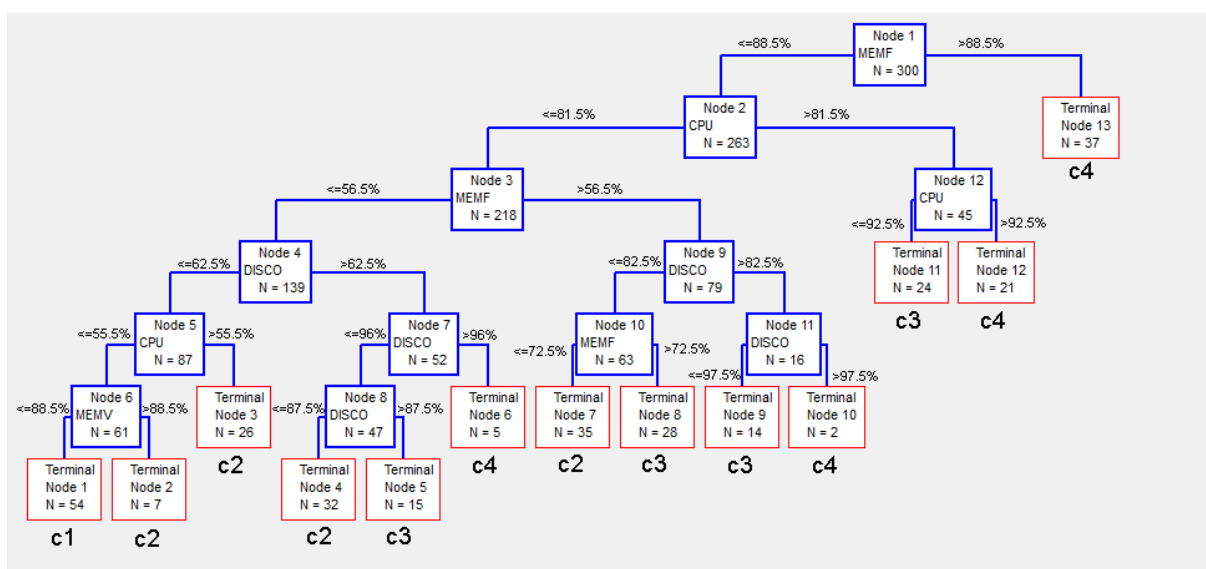 Node 1
MEMF
N = 300
<=88.5%
>88.5%
Node 2
CPU
N = 263
Terminal
Node 13
N = 37
c4
<=81.5%
>81.5%
Node 3
MEMF
N = 218
Node 12
CPU
N = 45
<=56.5%
>56.5%
<=92.5%
>92.5%
Node 4
DISCO
N = 139
Node 9
DISCO
N = 79
Terminal
Node 11
N = 24
c3
Terminal
Node 12
N = 21
c4
<=62.5%
>62.5%
<=82.5%
>82.5%
Node 5
CPU
N = 87
Node 7
DISCO
N = 52
Node 10
MEMF
N = 63
Node 11
DISCO
N = 16
<=55.5%
>55.5%
<=96%
>96%
<=72.5%
>72.5%
<=97.5%
>97.5%
Node 6
MEMV
N = 61
Terminal
Node 3
N = 26
c2
Node 8
DISCO
N = 47
Terminal
Node 6
N = 5
c4
Terminal
Node 7
N = 35
c2
Terminal
Node 8
N = 28
c3
Terminal
Node 9
N = 14
c3
Terminal
Node 10
N = 2
c4
<=88.5%
>88.5%
<=87.5%
>87.5%
Terminal
Node 1
N = 54
c1
Terminal
Node 2
N = 7
c2
Terminal
Node 4
N = 32
c2
Terminal
Node 5
N = 15
c3